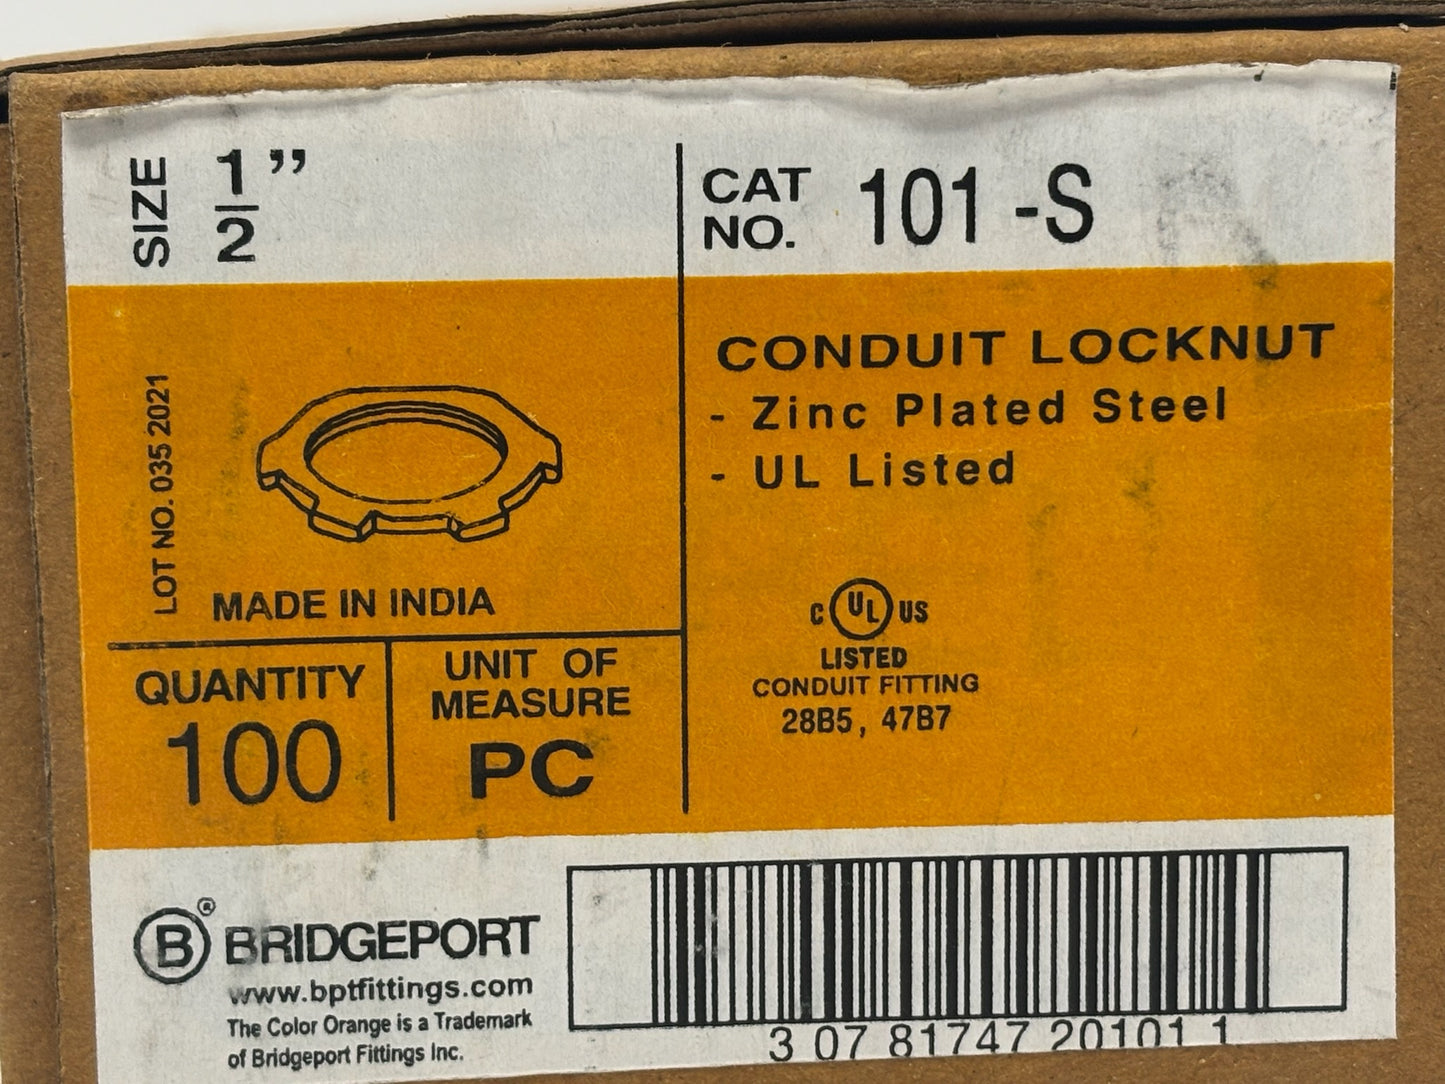 SIZE 1/2"
CAT NO. 101 -S
LOT NO. 035 2021
MADE IN INDIA
CONDUIT LOCKNUT
- Zinc Plated Steel
- UL Listed
C UL US
LISTED
CONDUIT FITTING
28B5, 47B7
QUANTITY
100
UNIT OF
MEASURE
PC
B® BRIDGEPORT
www.bptfittings.com
The Color Orange is a Trademark
of Bridgeport Fittings Inc.
3 07 81747 20101 1